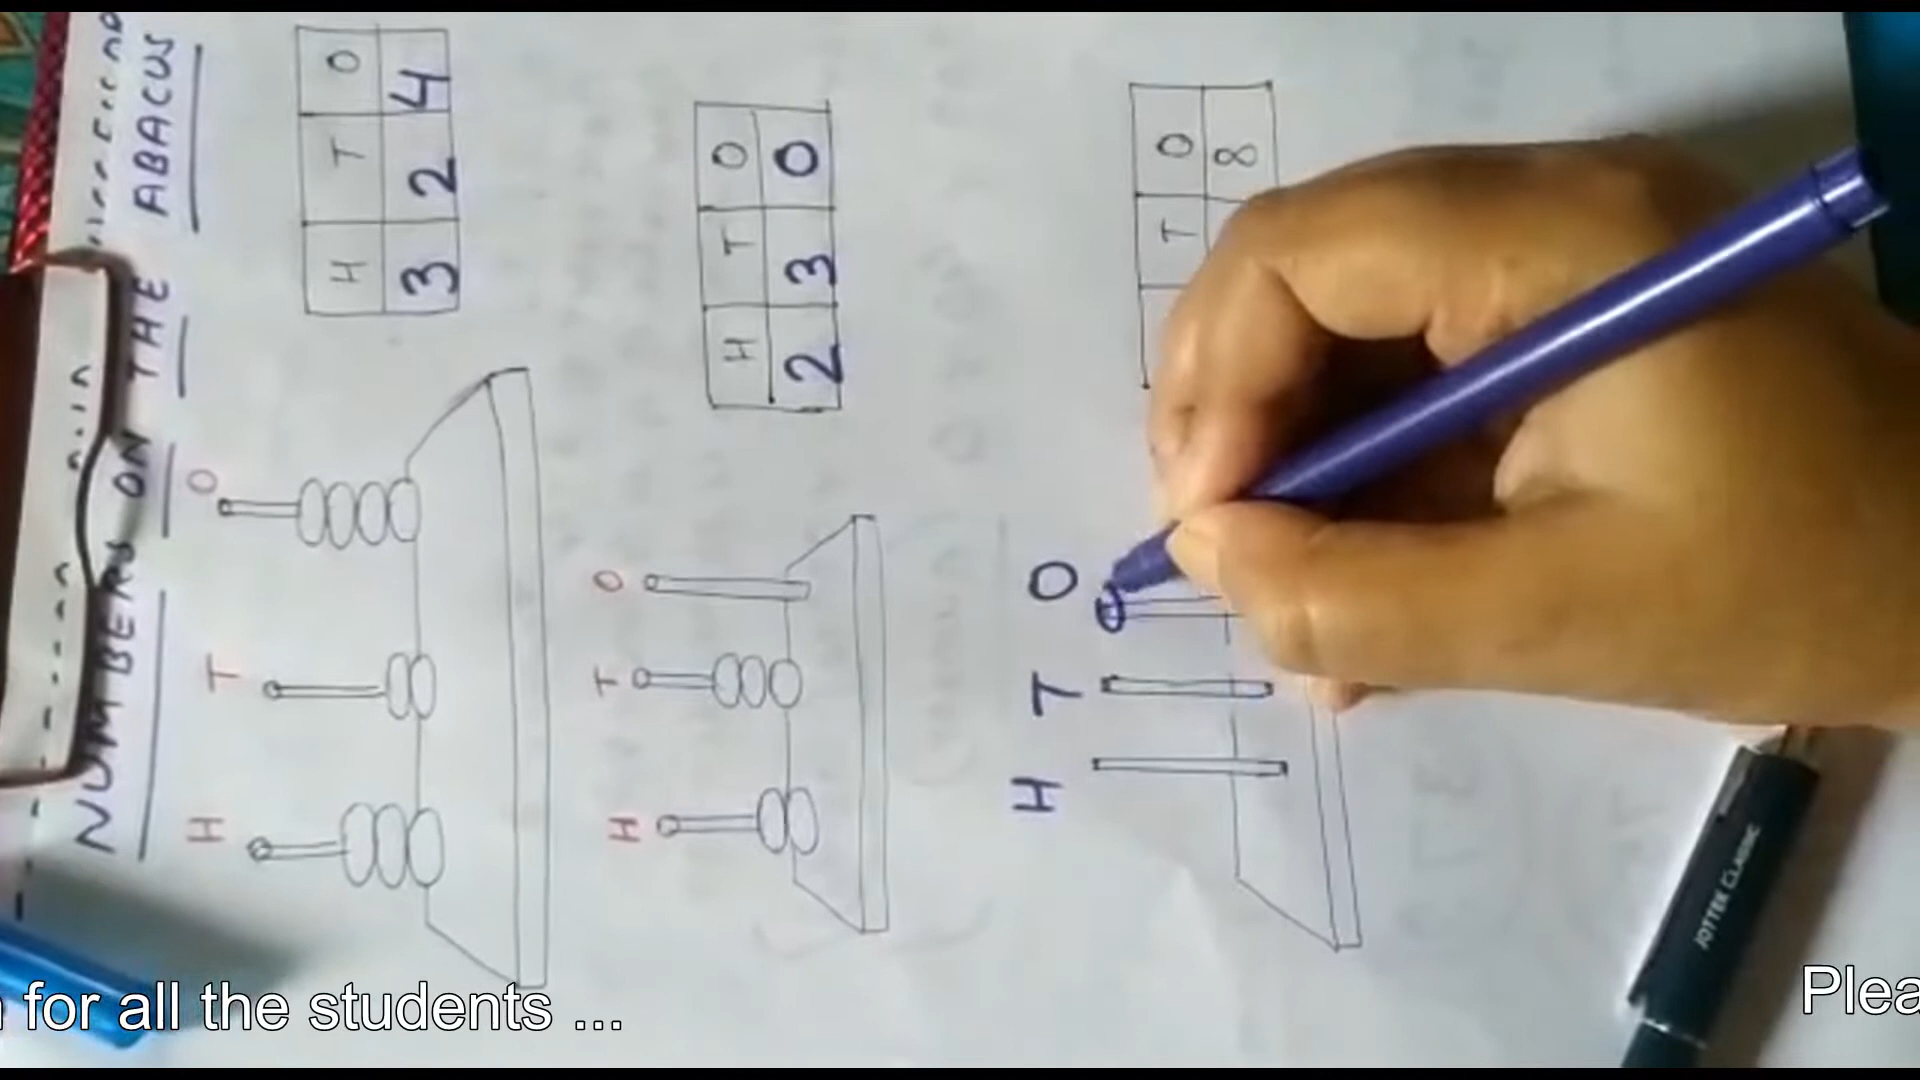 NUMBERS ON THE ABACUS
H T O
3 2 4
H T O
H T O
2 3 0
H T O
T O
8
H T O
JOTTER CLASSIC
for all the students ...
Plea